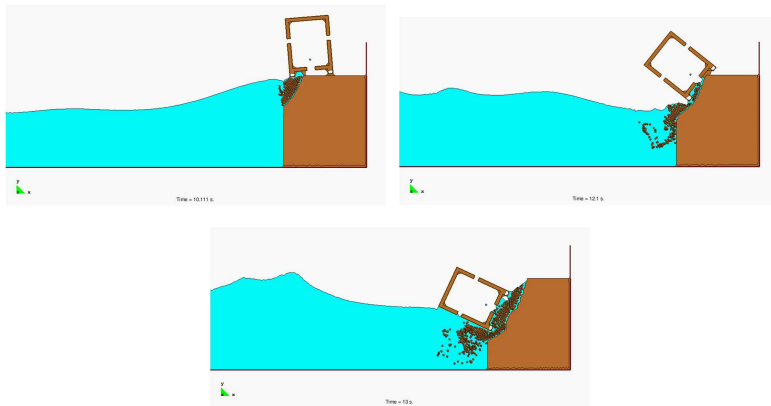 y
x
Time = 10.111 s.
y
x
Time = 12.1 s.
y
x
Time = 13 s.